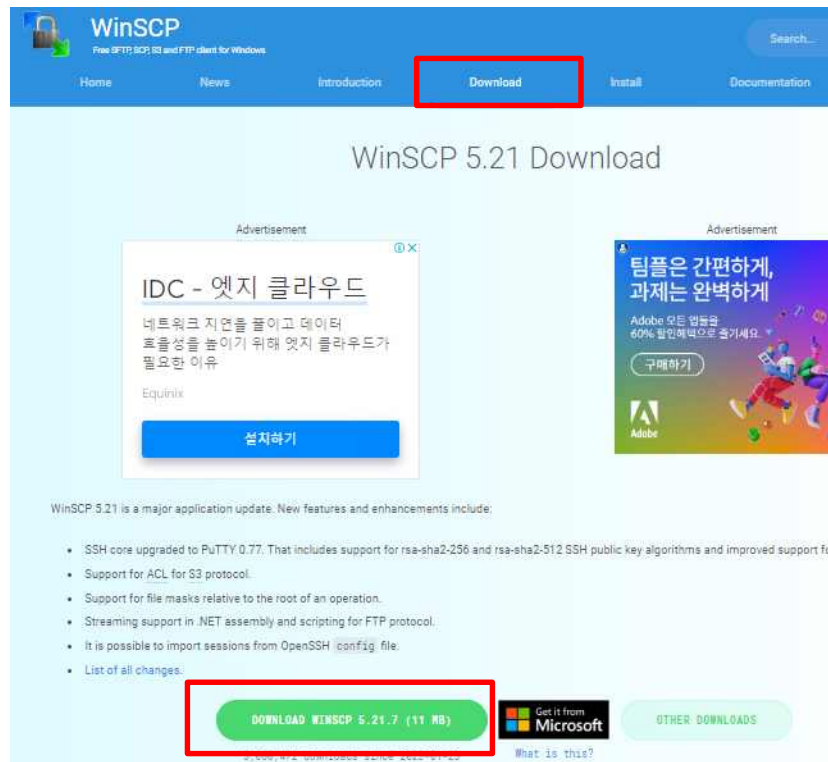 WinSCP
Free SFTP, SCP, S3 and FTP client for Windows
Search...
Home News Introduction Download Install Documentation
WinSCP 5.21 Download
Advertisement
IDC - 엣지 클라우드
네트워크 지연을 줄이고 데이터
효율성을 높이기 위해 엣지 클라우드가
필요한 이유
Equinix
설치하기
Advertisement
팀플은 간편하게,
과제는 완벽하게
Adobe 모든 앱들을
60% 할인혜택으로 즐기세요.
구매하기
Adobe
WinSCP 5.21 is a major application update. New features and enhancements include:
• SSH core upgraded to PuTTY 0.77. That includes support for rsa-sha2-256 and rsa-sha2-512 SSH public key algorithms and improved support
• Support for ACL for S3 protocol.
• Support for file masks relative to the root of an operation.
• Streaming support in .NET assembly and scripting for FTP protocol.
• It is possible to import sessions from OpenSSH config file.
• List of all changes.
DOWNLOAD WINSCP 5.21.7 (11 MB)
Get it from
Microsoft
OTHER DOWNLOADS
downloads since
What is this?